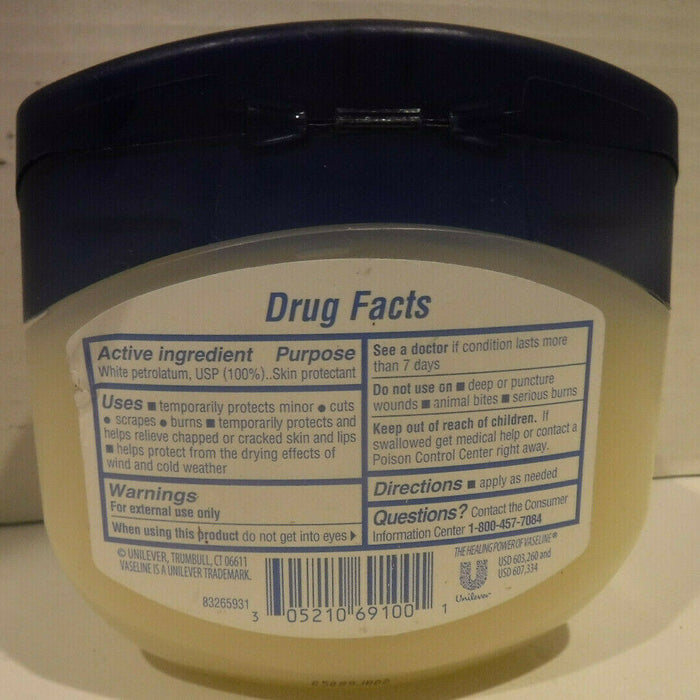 Drug Facts
Active ingredient Purpose
White petrolatum, USP (100%)..Skin protectant
Uses ■ temporarily protects minor ● cuts
● scrapes ● burns ■ temporarily protects and
helps relieve chapped or cracked skin and lips
■ helps protect from the drying effects of
wind and cold weather
Warnings
For external use only
When using this product do not get into eyes ▶
See a doctor if condition lasts more
than 7 days
Do not use on ■ deep or puncture
wounds ■ animal bites ■ serious burns
Keep out of reach of children. If
swallowed get medical help or contact a
Poison Control Center right away.
Directions ■ apply as needed
Questions? Contact the Consumer
Information Center 1-800-457-7084
© UNILEVER, TRUMBULL, CT 06611
VASELINE IS A UNILEVER TRADEMARK.
83265931
3 05210 69100 1
THE HEALING POWER OF VASELINE®
Unilever
USD 603,260 and
USD 607,334